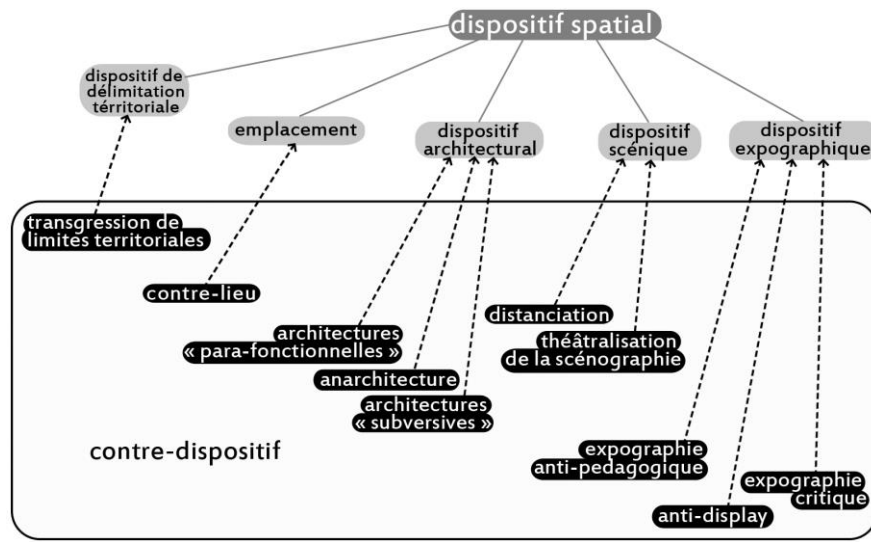 dispositif spatial
dispositif de
délimitation
térritoriale
emplacement
dispositif
architectural
dispositif
scénique
dispositif
expographique
transgression de
limites territoriales
contre-lieu
architectures
« para-fonctionnelles »
anarchitecture
architectures
« subversives »
distanciation
théâtralisation
de la scénographie
contre-dispositif
expographie
anti-pedagogique
anti-display
expographie
critique